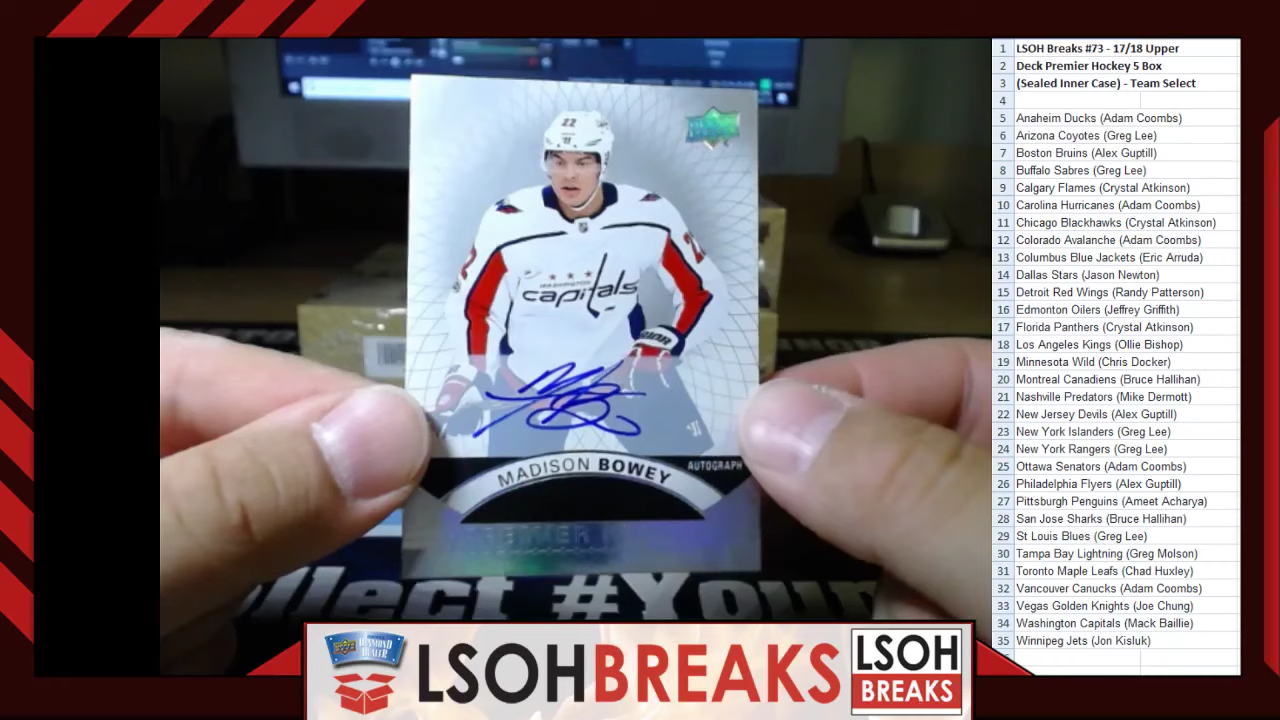 22
WASHINGTON
capitals
MADISON BOWEY
AUTOGRAPH
llect #Your
1 LSOH Breaks #73 - 17/18 Upper
2 Deck Premier Hockey 5 Box
3 (Sealed Inner Case) - Team Select
4
5 Anaheim Ducks (Adam Coombs)
6 Arizona Coyotes (Greg Lee)
7 Boston Bruins (Alex Guptill)
8 Buffalo Sabres (Greg Lee)
9 Calgary Flames (Crystal Atkinson)
10 Carolina Hurricanes (Adam Coombs)
11 Chicago Blackhawks (Crystal Atkinson)
12 Colorado Avalanche (Adam Coombs)
13 Columbus Blue Jackets (Eric Arruda)
14 Dallas Stars (Jason Newton)
15 Detroit Red Wings (Randy Patterson)
16 Edmonton Oilers (Jeffrey Griffith)
17 Florida Panthers (Crystal Atkinson)
18 Los Angeles Kings (Ollie Bishop)
19 Minnesota Wild (Chris Docker)
20 Montreal Canadiens (Bruce Hallihan)
21 Nashville Predators (Mike Dermott)
22 New Jersey Devils (Alex Guptill)
23 New York Islanders (Greg Lee)
24 New York Rangers (Greg Lee)
25 Ottawa Senators (Adam Coombs)
26 Philadelphia Flyers (Alex Guptill)
27 Pittsburgh Penguins (Ameet Acharya)
28 San Jose Sharks (Bruce Hallihan)
29 St Louis Blues (Greg Lee)
30 Tampa Bay Lightning (Greg Molson)
31 Toronto Maple Leafs (Chad Huxley)
32 Vancouver Canucks (Adam Coombs)
33 Vegas Golden Knights (Joe Chung)
34 Washington Capitals (Mack Baillie)
35 Winnipeg Jets (Jon Kisluk)
DIAMOND
DEALER
LSOHBREAKS
LSOH
BREAKS